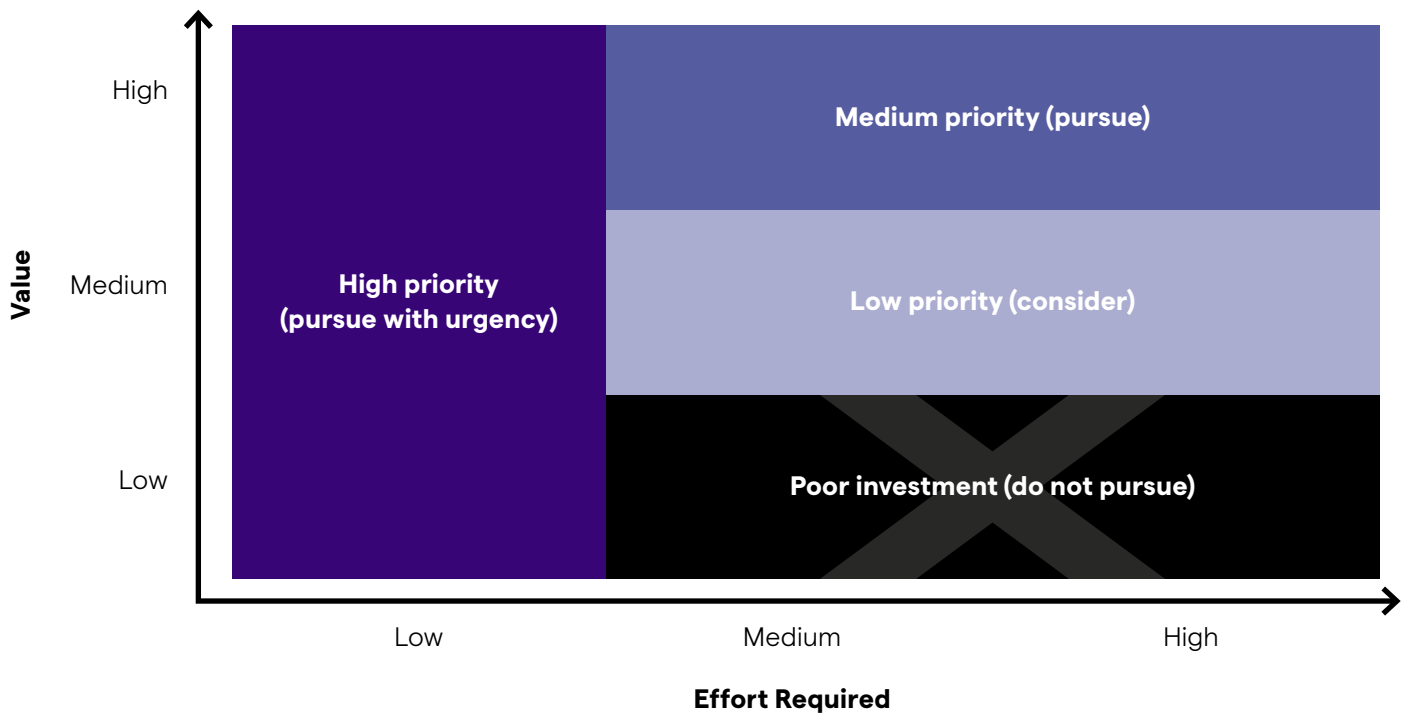 High
Medium priority (pursue)
Value
Medium
High priority
(pursue with urgency)
Low priority (consider)
Low
Poor investment (do not pursue)
Low
Medium
High
Effort Required